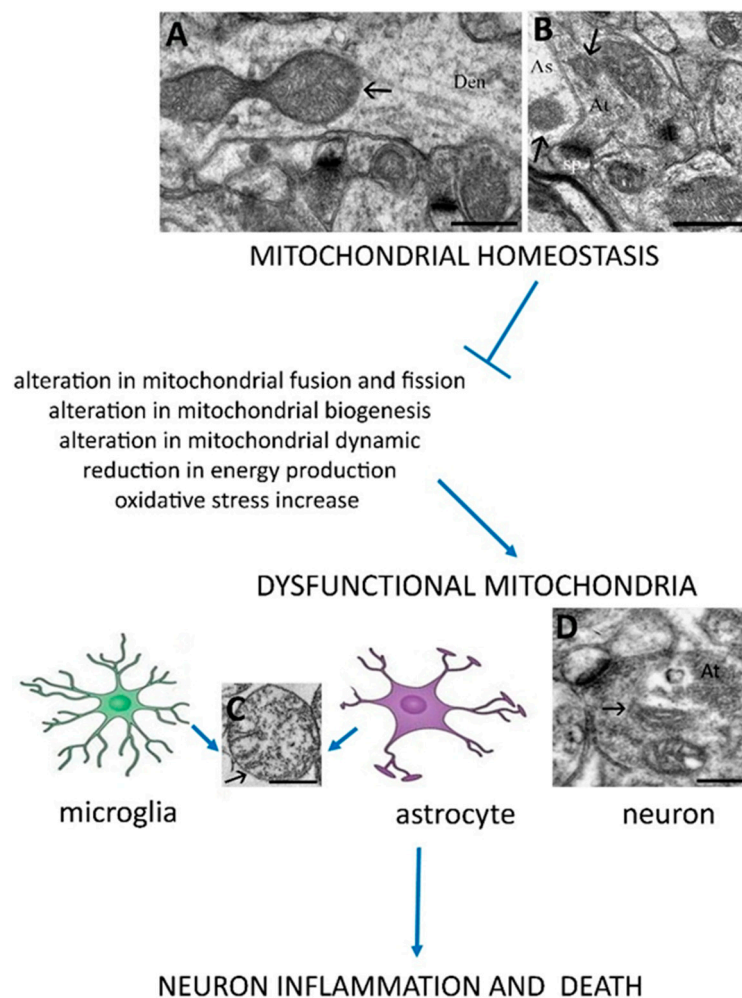 A
Den
B
As
At
sp
MITOCHONDRIAL HOMEOSTASIS
alteration in mitochondrial fusion and fission
alteration in mitochondrial biogenesis
alteration in mitochondrial dynamic
reduction in energy production
oxidative stress increase
DYSFUNCTIONAL MITOCHONDRIA
C
D
At
microglia
astrocyte
neuron
NEURON INFLAMMATION AND DEATH